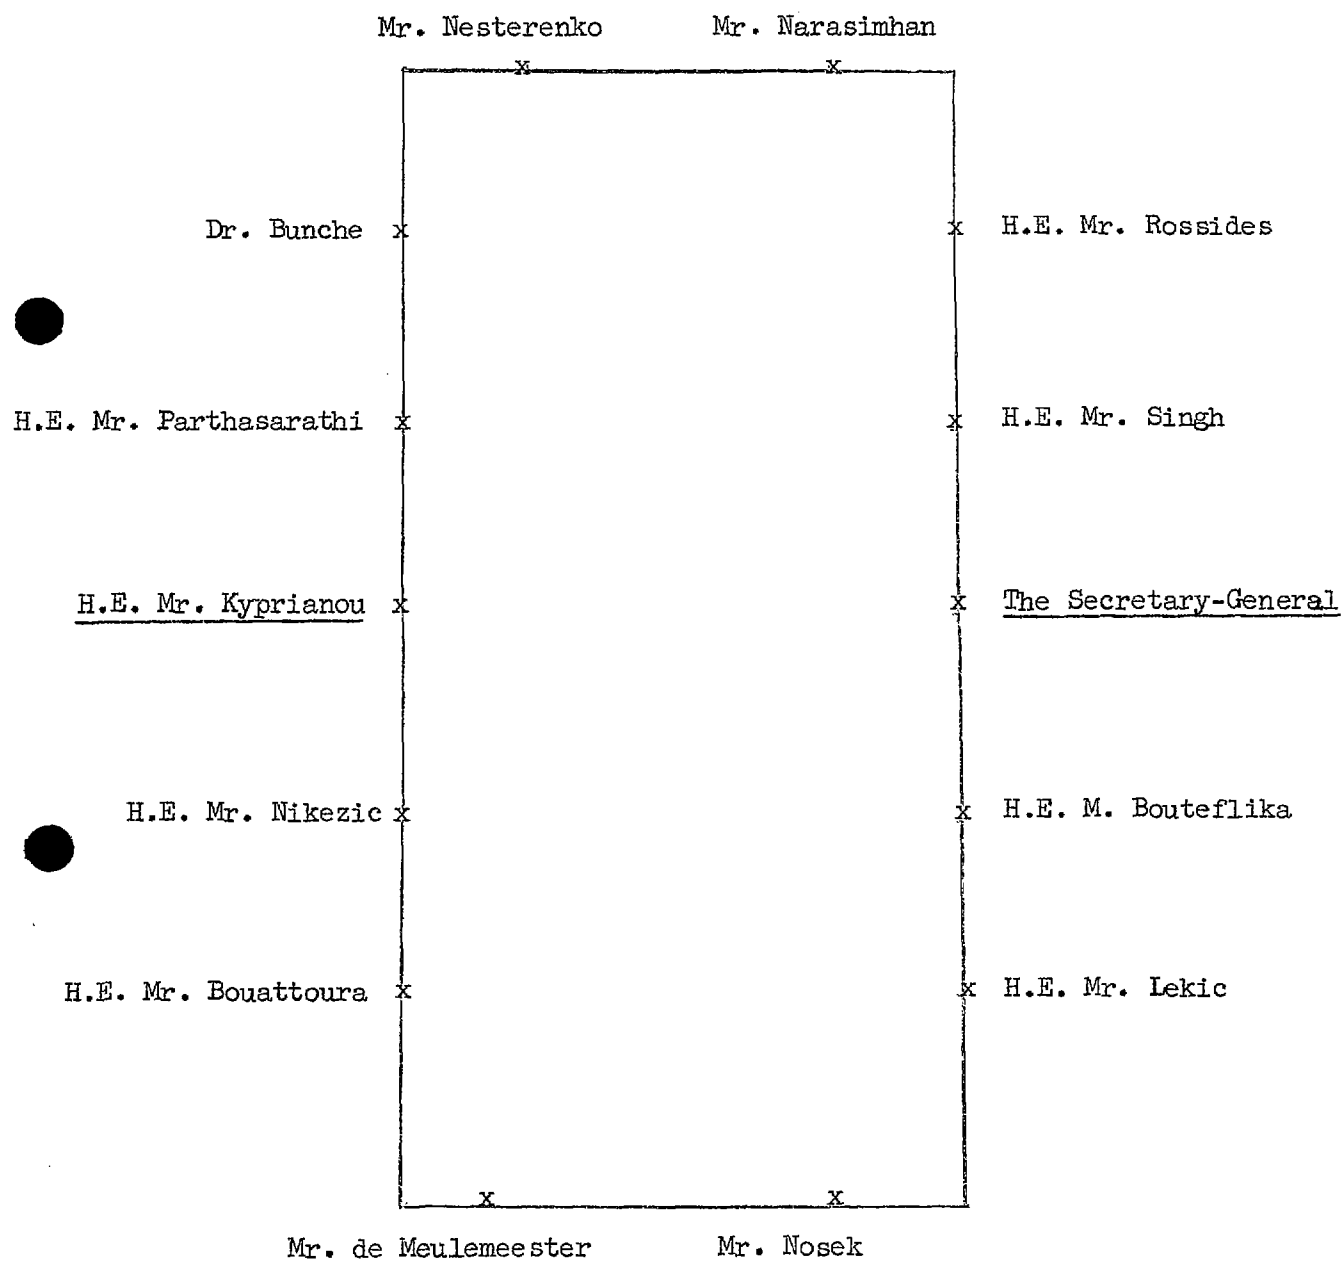 Mr. Nesterenko Mr. Narasimhan
x x
Dr. Bunche x x H.E. Mr. Rossides
H.E. Mr. Parthasarathi x x H.E. Mr. Singh
H.E. Mr. Kyprianou x x The Secretary-General
H.E. Mr. Nikezic x x H.E. M. Bouteflika
H.E. Mr. Bouattoura x x H.E. Mr. Lekic
x x
Mr. de Meulemeester Mr. Nosek